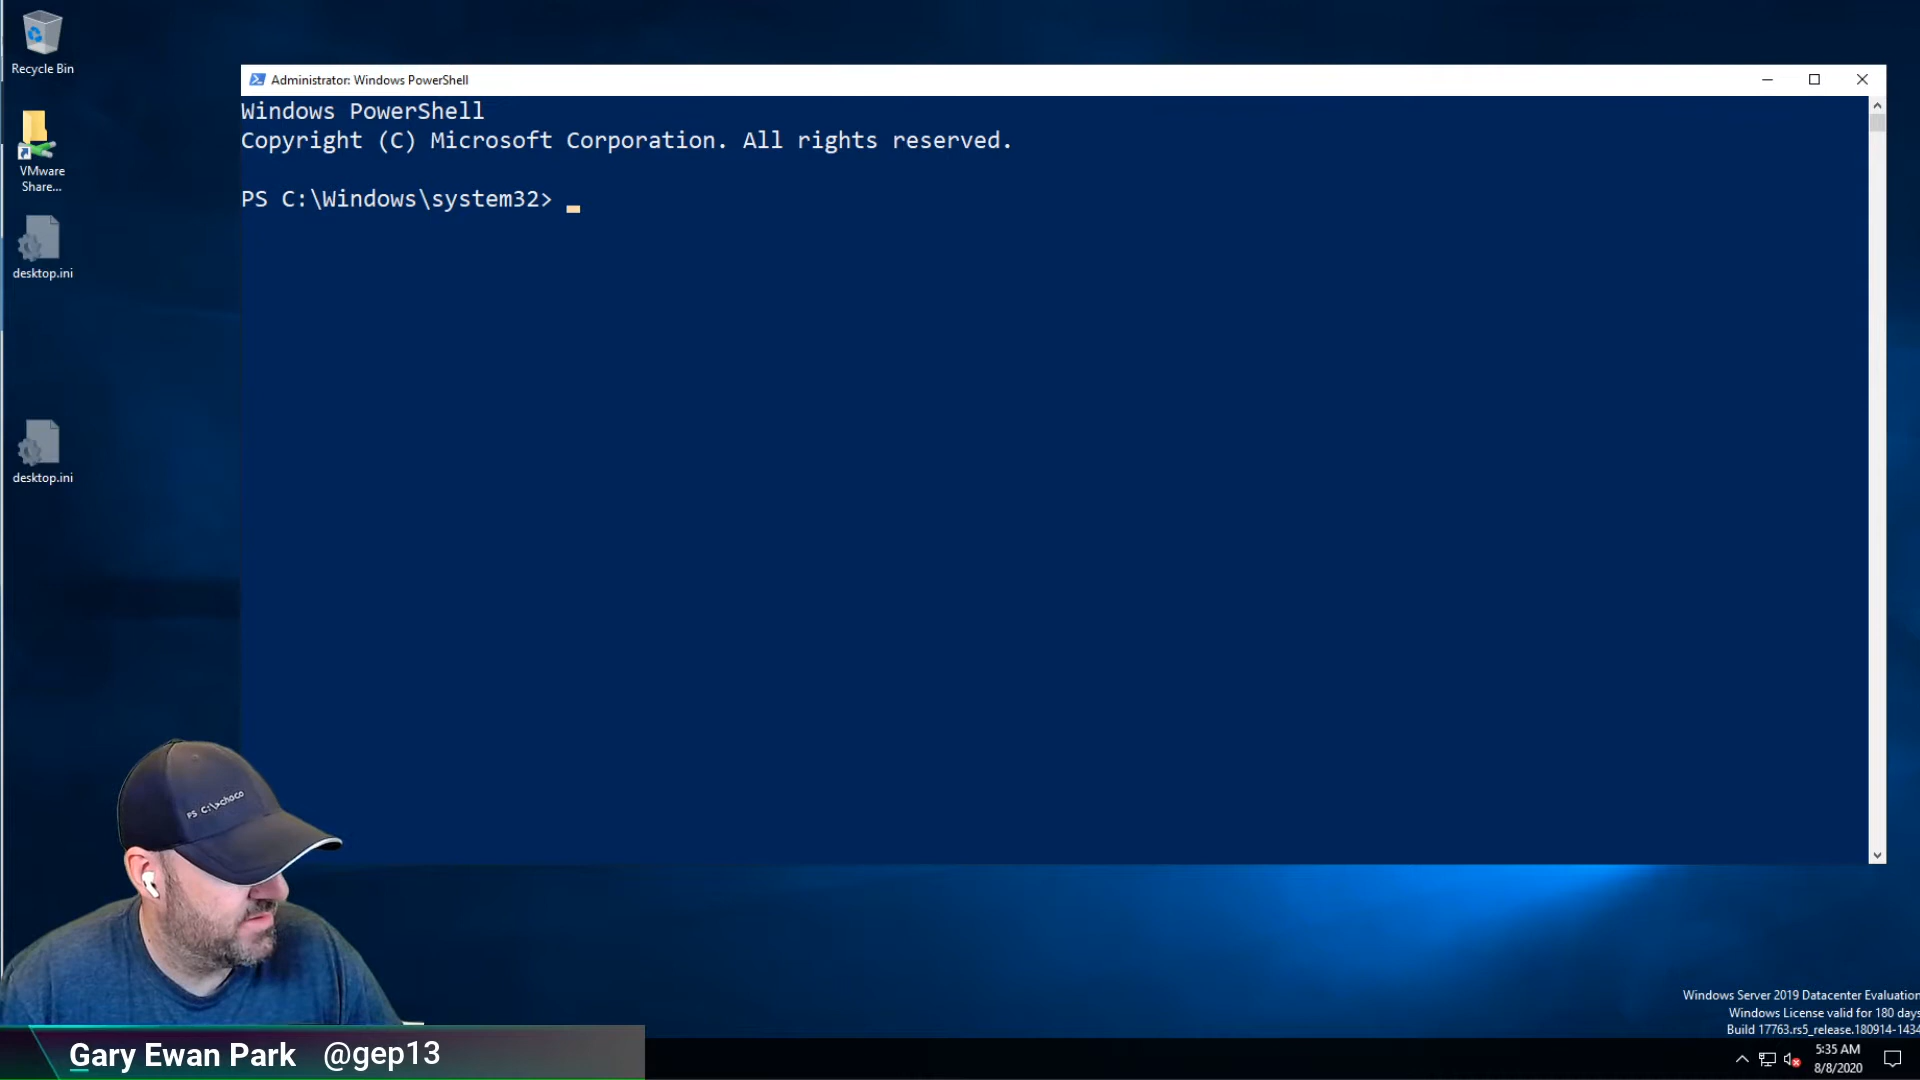 Recycle Bin
VMware
Share...
desktop.ini
desktop.ini
Administrator: Windows PowerShell
Windows PowerShell
Copyright (C) Microsoft Corporation. All rights reserved.
PS C:\Windows\system32>
PS C:\>choco
Gary Ewan Park @gep13
Windows Server 2019 Datacenter Evaluation
Windows License valid for 180 days
Build 17763.rs5_release.180914-1434
5:35 AM
8/8/2020